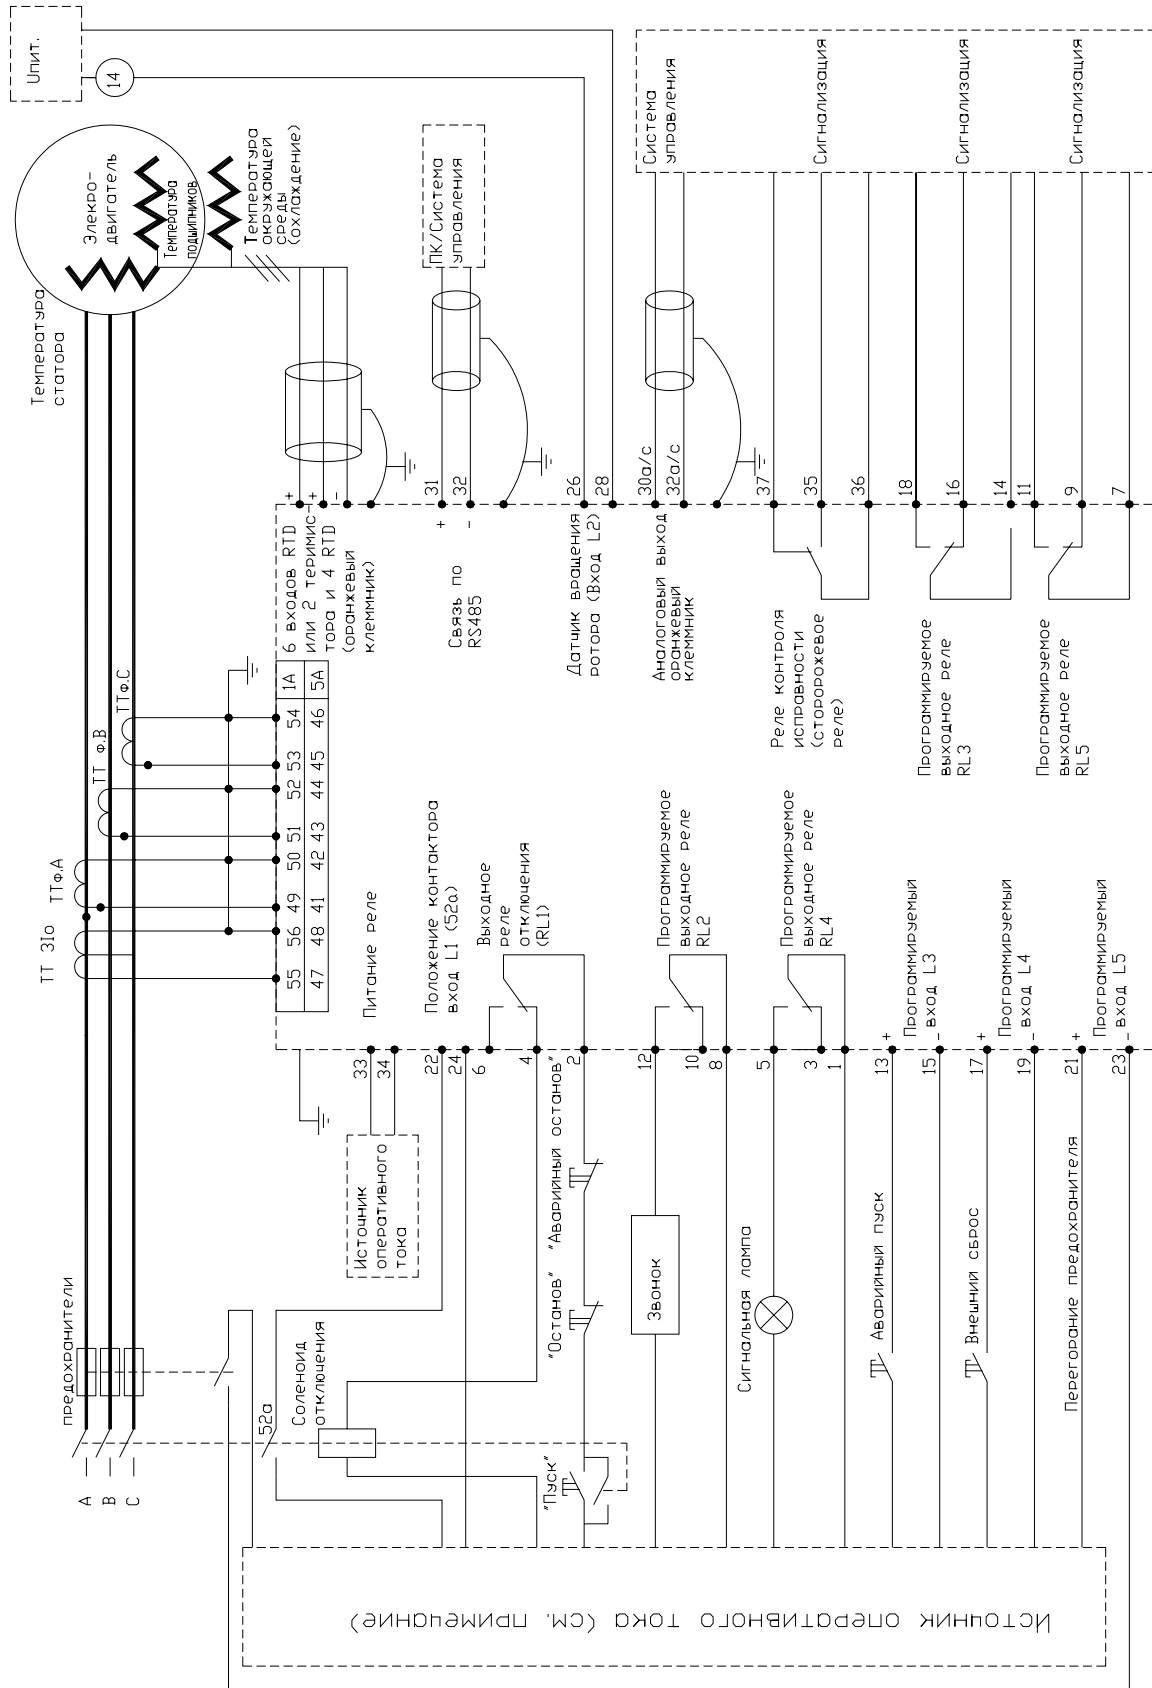 Uпит.
14
Элекро-
двигатель
Температура
подшипников
Температура
окружающей
среды
(охлаждение)
Температура
статора
ПК/Система
управления
Система
управления
Сигнализация
Сигнализация
Сигнализация
+
+
-
31
32
26
28
30а/с
32а/с
37
35
36
18
16
14
11
9
7
6 входов RTD
или 2 теримис-
тора и 4 RTD
(оранжевый
клеммник)
+
-
Связь по
RS485
Датчик вращения
ротора (Вход L2)
Аналоговый выход
оранжевый
клеммник
Реле контроля
исправности
(сторорожевое
реле)
Программируемое
выходное реле
RL3
Программируемое
выходное реле
RL5
ТТ 3Iо
ТТф.А
ТТ ф.В
ТТф.С
55 56 49 50 51 52 53 54 1А
47 48 41 42 43 44 45 46 5А
Питание реле
Положение контактора
вход L1 (52а)
Выходное
реле
отключения
(RL1)
Программируемое
выходное реле
RL2
Программируемое
выходное реле
RL4
Программируемый
вход L3
Программируемый
вход L4
Программируемый
вход L5
33
34
22
24
6
4
2
12
10
8
5
3
1
13 +
15 -
17 +
19 -
21 +
23 -
Источник
оперативного
тока
предохранители
52а
Соленоид
отключения
"Пуск"
"Останов"
"Аварийный останов"
Звонок
Сигнальная лампа
Аварийный пуск
Внешний сброс
Перегорание предохранителя
А
В
С
Источник оперативного тока (см. примечание)